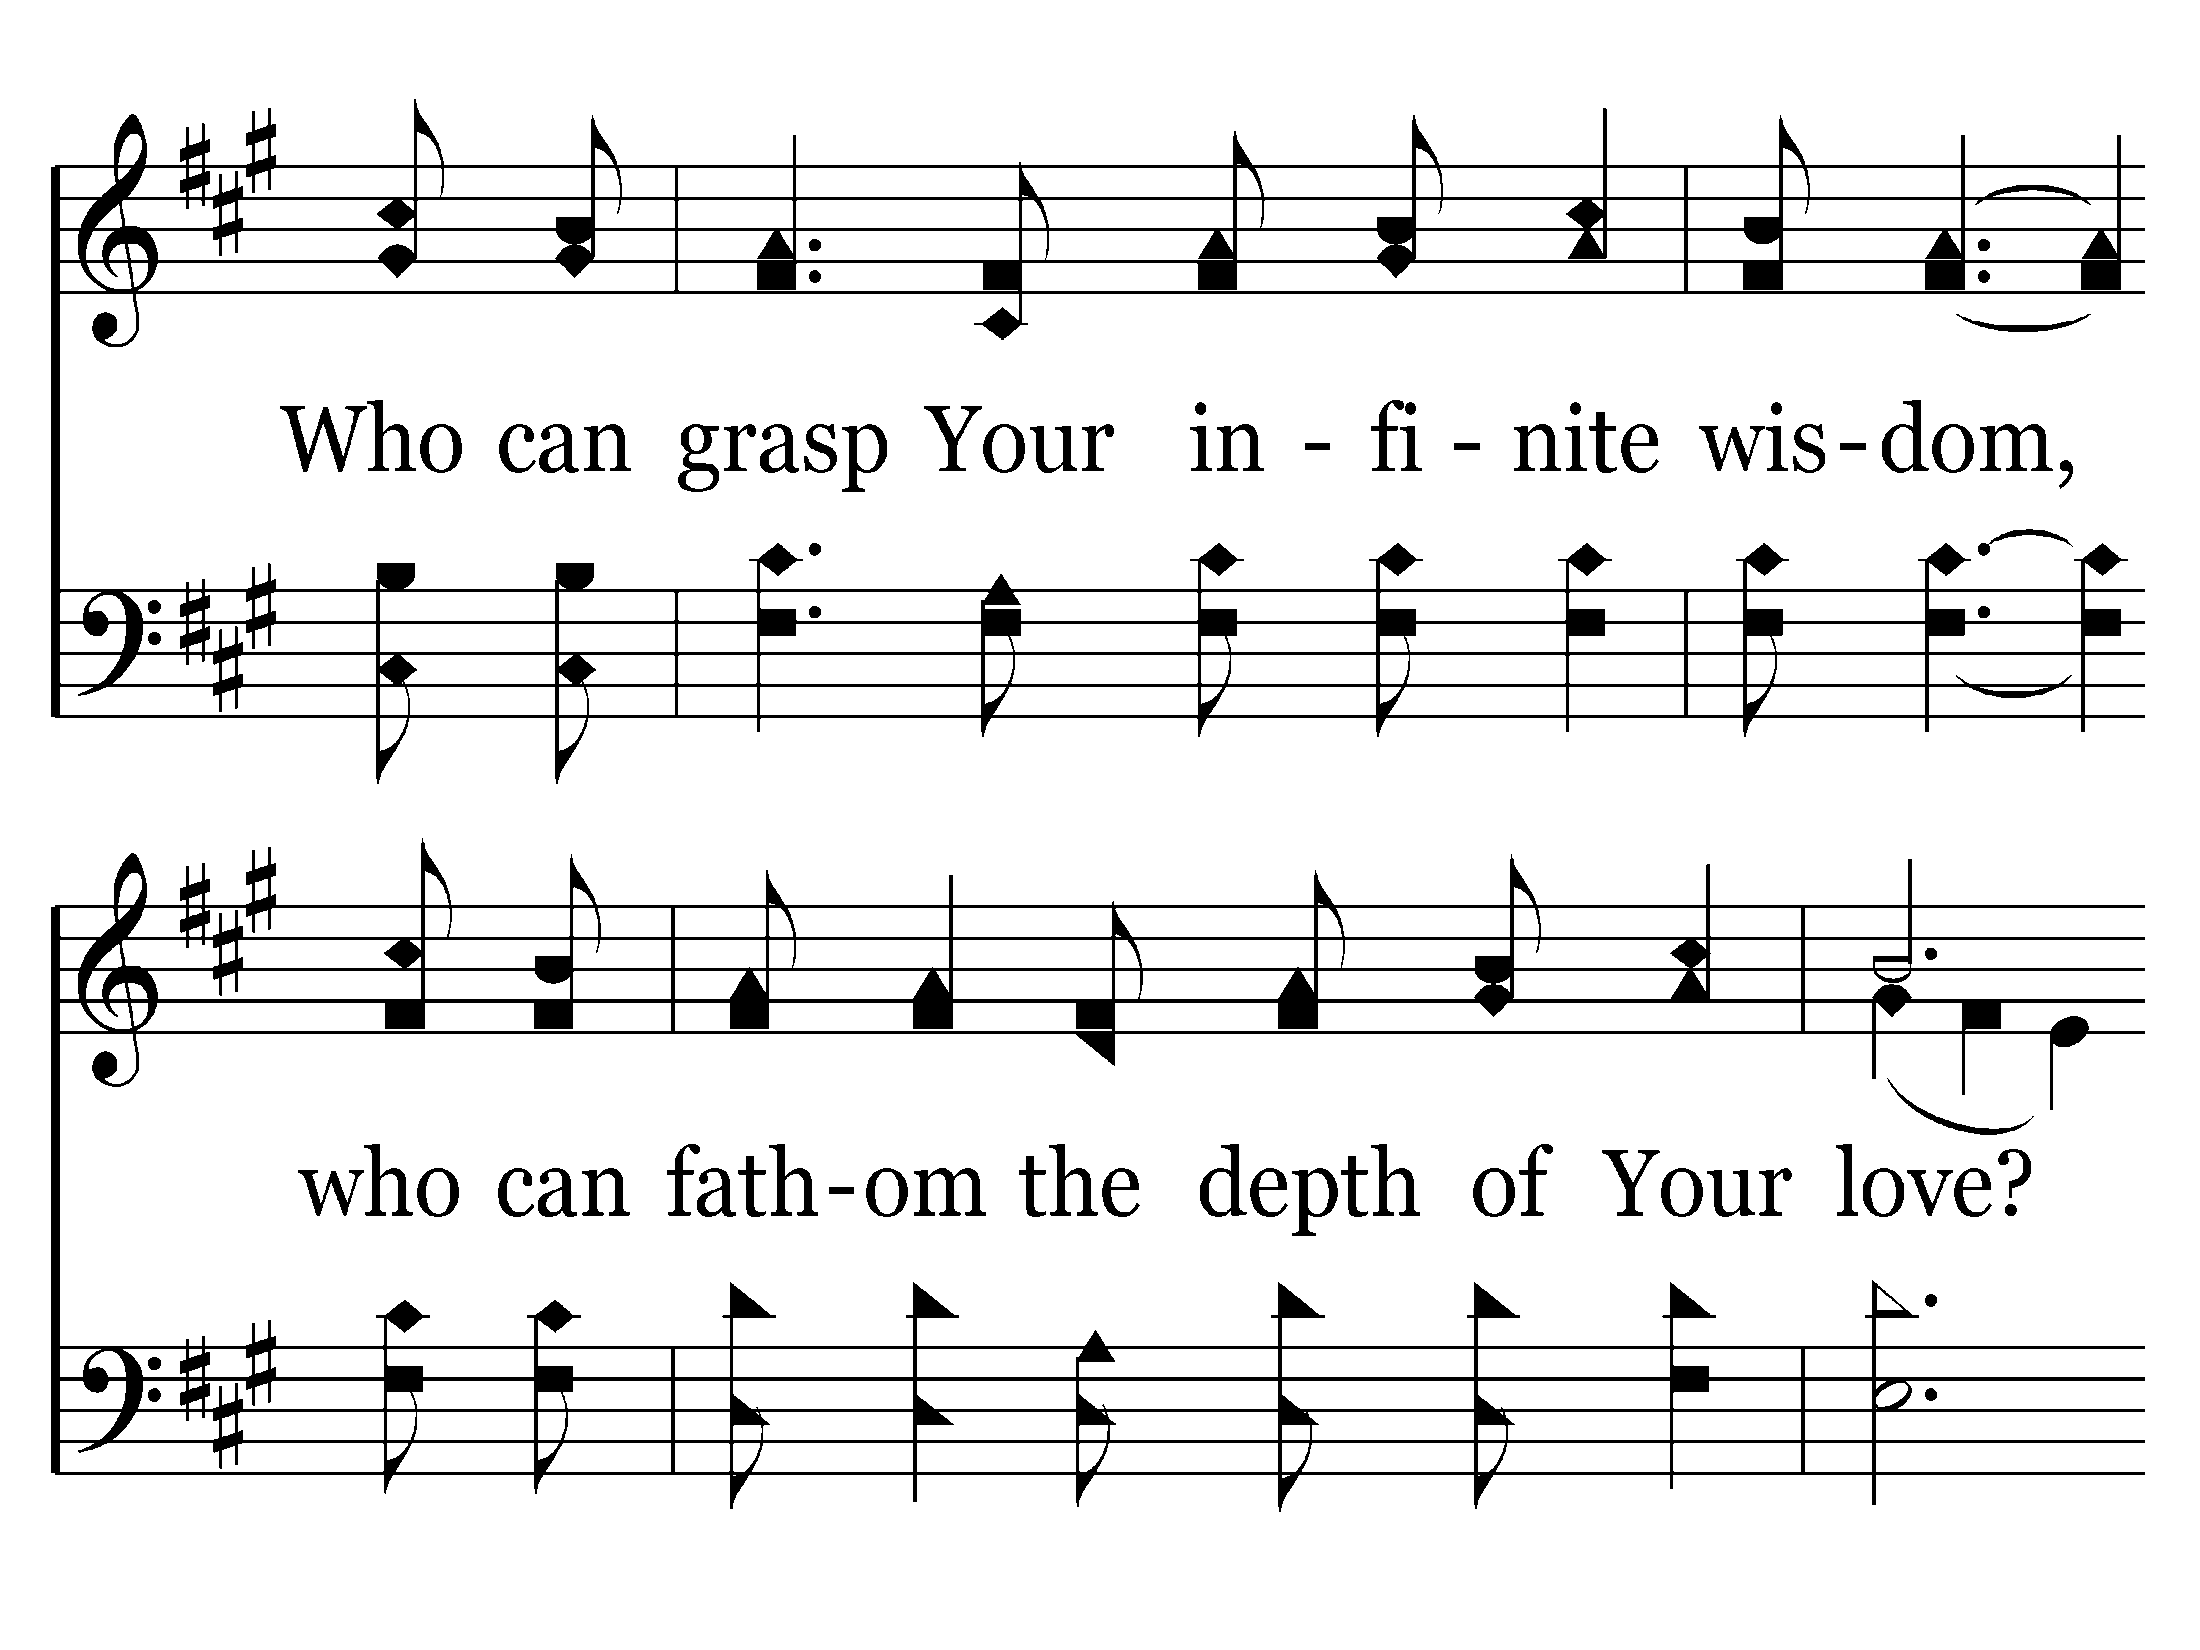 Who can grasp Your in - fi - nite wis - dom,
who can fath - om the depth of Your love?